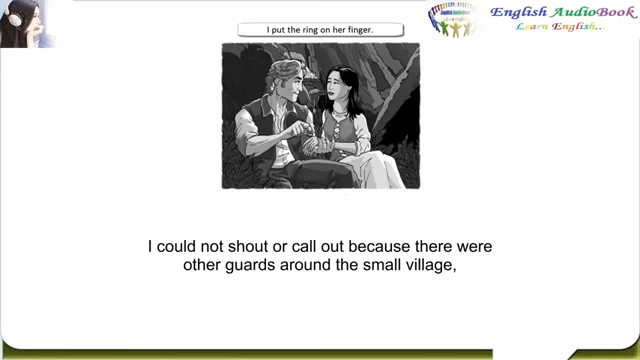 I put the ring on her finger.
English AudioBook
Learn English...
I could not shout or call out because there were
other guards around the small village,